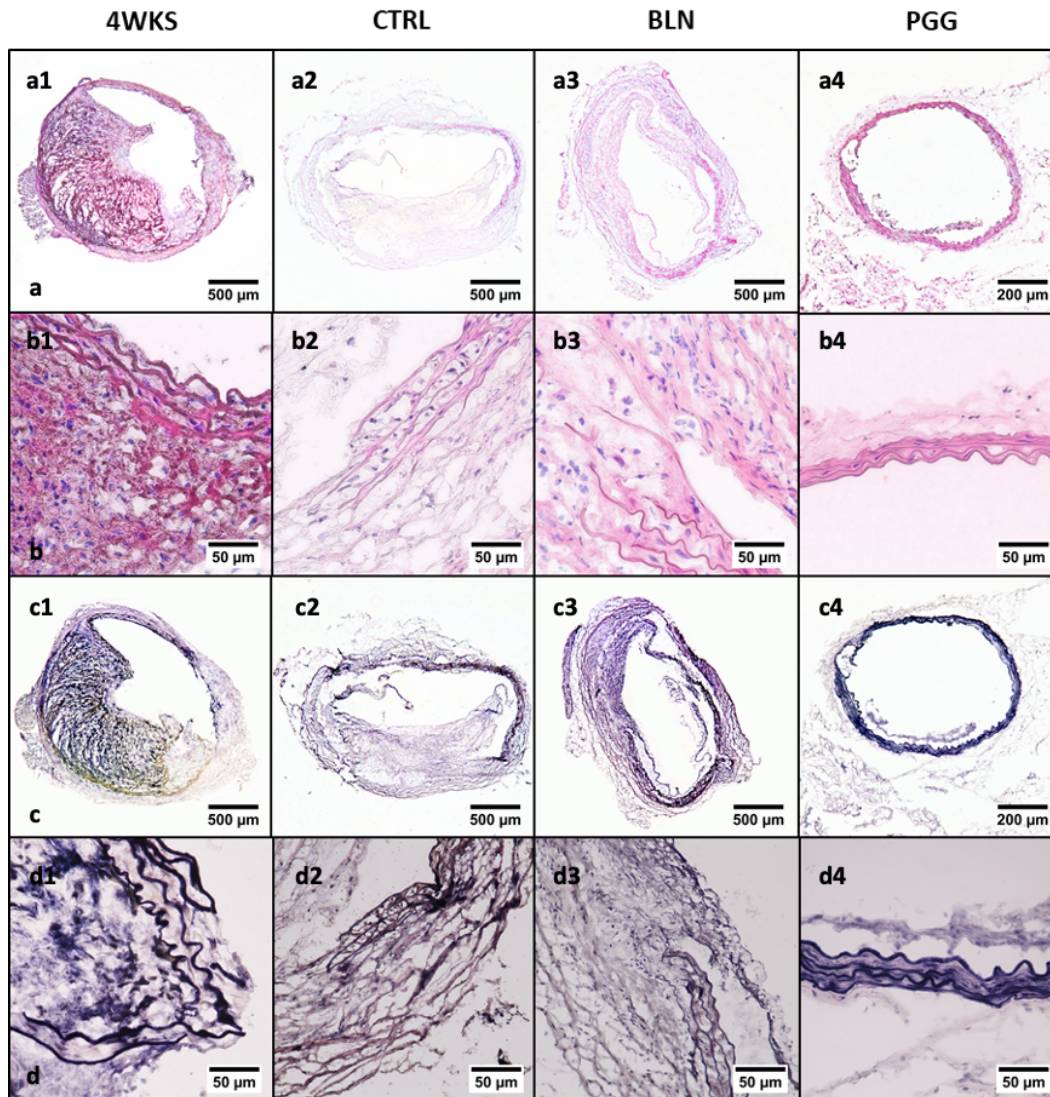 4WKS CTRL BLN PGG
a1 a2 a3 a4
a
500 µm 500 µm 500 µm 200 µm
b1 b2 b3 b4
b
50 µm 50 µm 50 µm 50 µm
c1 c2 c3 c4
c
500 µm 500 µm 500 µm 200 µm
d1 d2 d3 d4
d
50 µm 50 µm 50 µm 50 µm